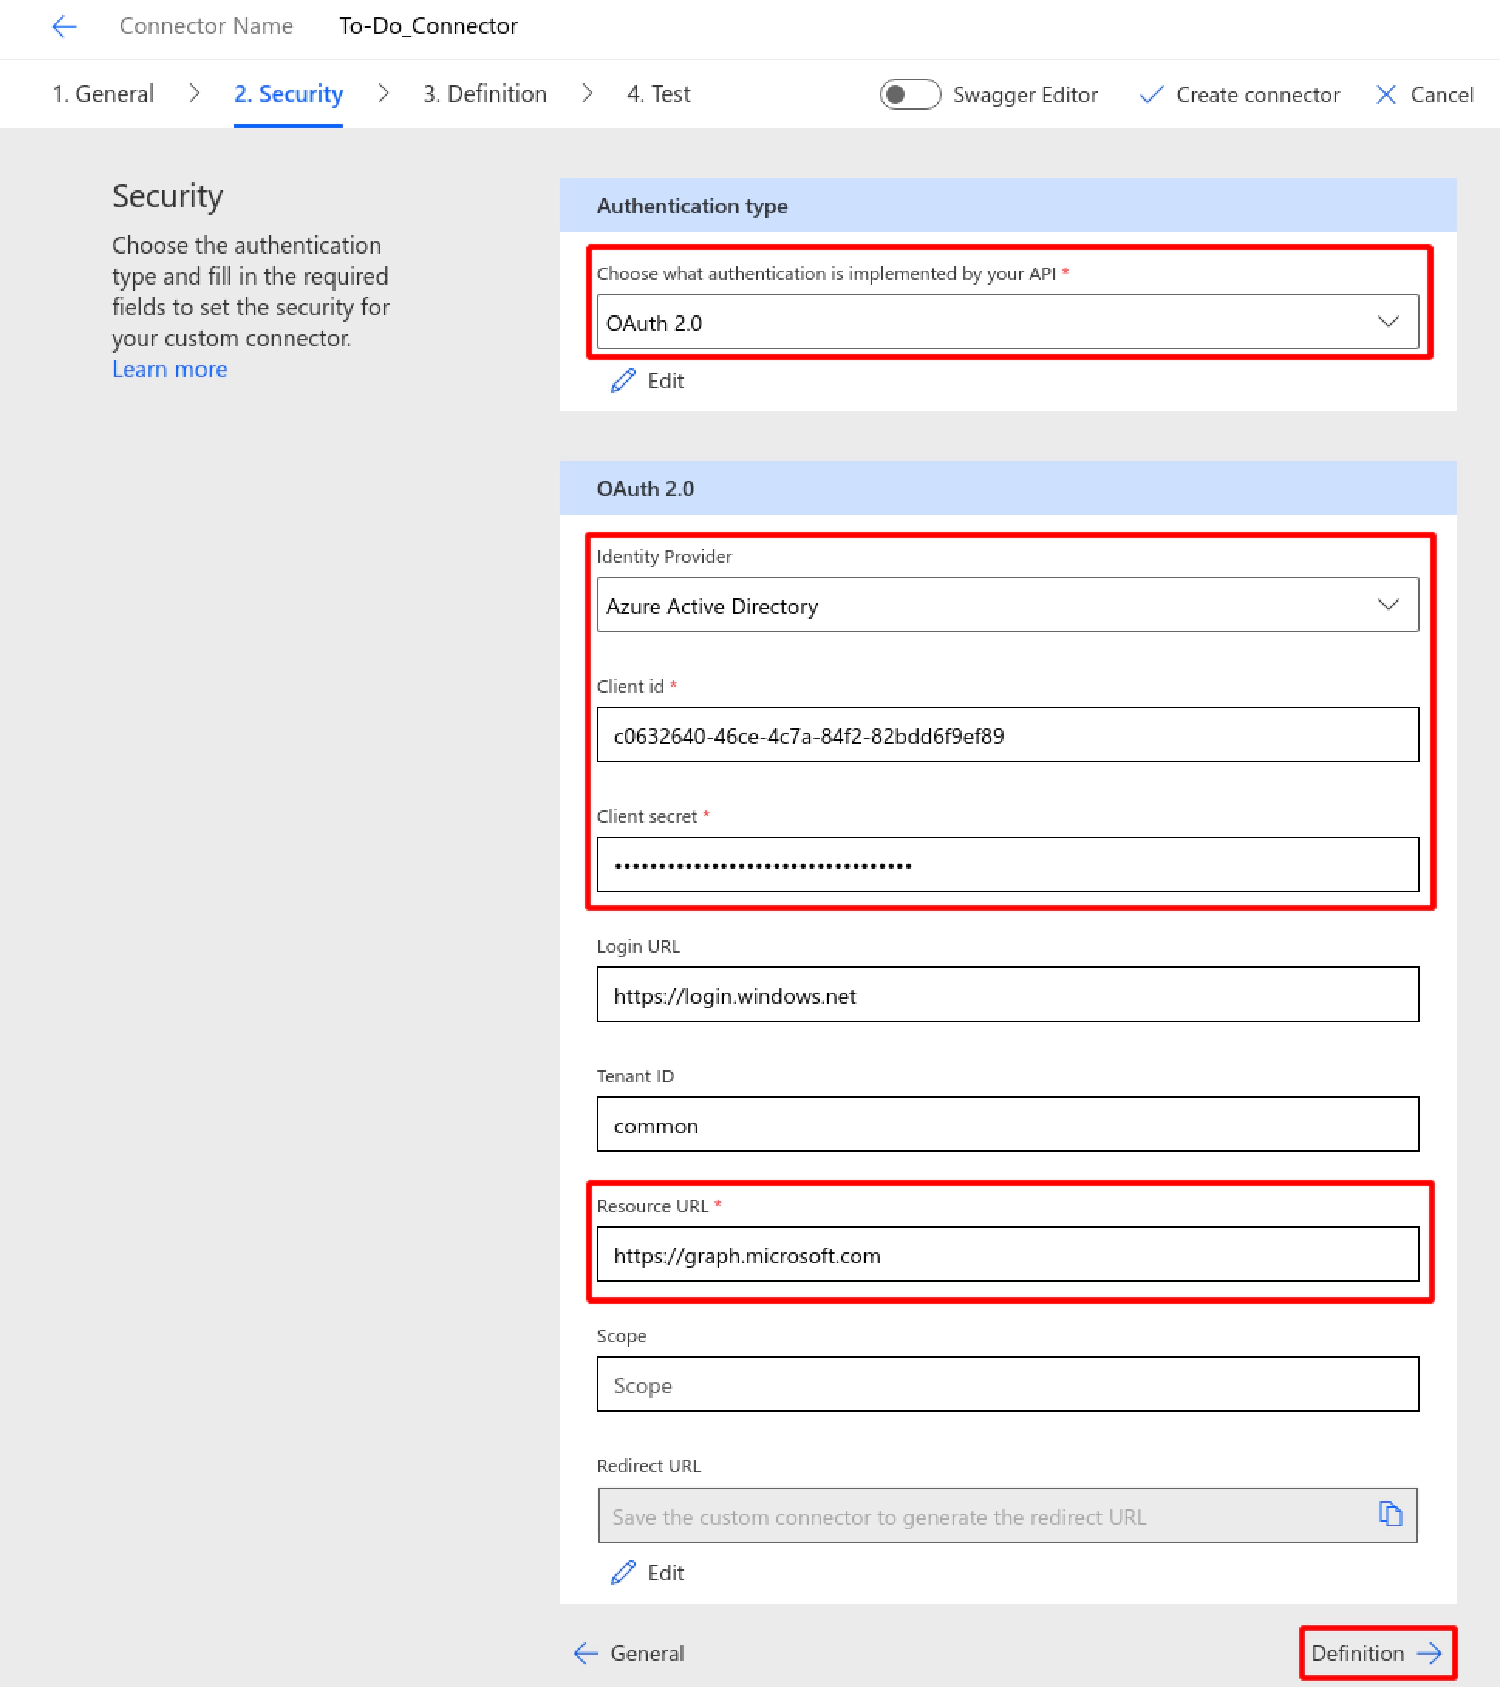 Connector Name To-Do_Connector
1. General 2. Security 3. Definition 4. Test Swagger Editor Create connector Cancel
Security
Choose the authentication
type and fill in the required
fields to set the security for
your custom connector.
Learn more
Authentication type
Choose what authentication is implemented by your API *
OAuth 2.0
Edit
OAuth 2.0
Identity Provider
Azure Active Directory
Client id *
c0632640-46ce-4c7a-84f2-82bdd6f9ef89
Client secret *
•••••••••••••••••••••••••••••••••
Login URL
https://login.windows.net
Tenant ID
common
Resource URL *
https://graph.microsoft.com
Scope
Scope
Redirect URL
Save the custom connector to generate the redirect URL
Edit
General Definition